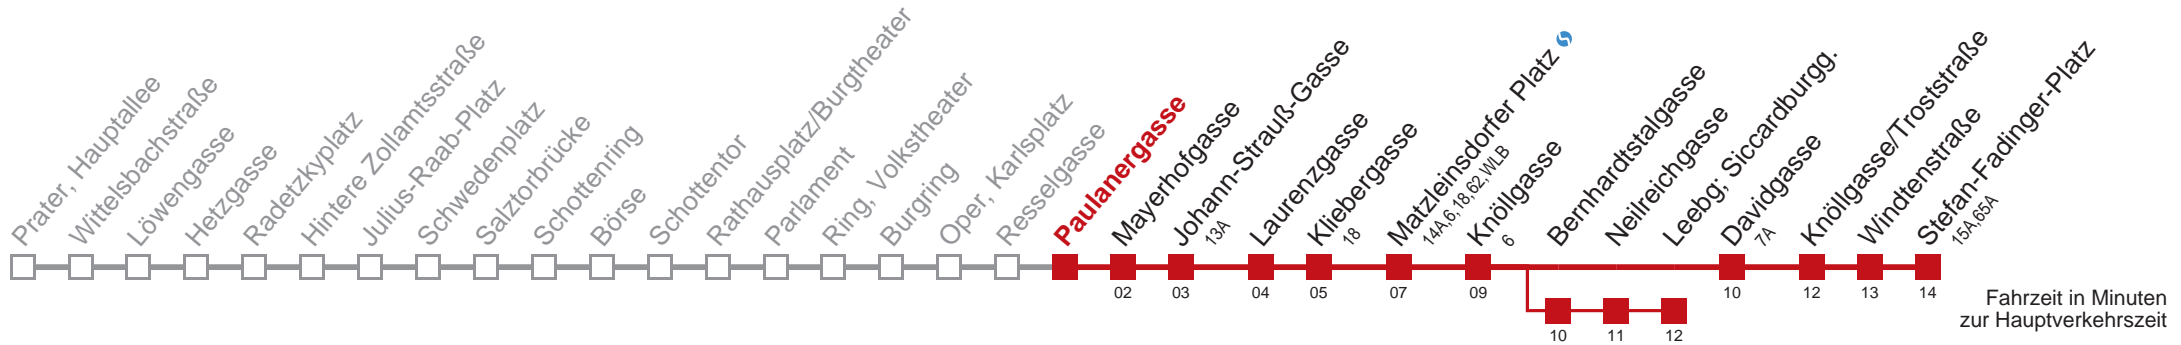 Prater, Hauptallee
Wittelsbachstraße
Löwengasse
Hetzgasse
Radetzkyplatz
Hintere Zollamtsstraße
Julius-Raab-Platz
Schwedenplatz
Salztorbrücke
Schottenring
Börse
Schottentor
Rathausplatz/Burgtheater
Parlament
Ring, Volkstheater
Burgring
Oper, Karlsplatz
Resselgasse
Paulanergasse
Mayerhofgasse
Johann-Strauß-Gasse
13A
Laurenzgasse
Kliebergasse
18
Matzleinsdorfer Platz
14A,6,18,62,WLB
Knöllgasse
6
Bernhardtstalgasse
Neilreichgasse
Leebg; Siccardburgg.
Davidgasse
7A
Knöllgasse/Troststraße
Windtenstraße
Stefan-Fadinger-Platz
15A,65A
02 03 04 05 07 09 10 12 13 14
10 11 12
Fahrzeit in Minuten
zur Hauptverkehrszeit